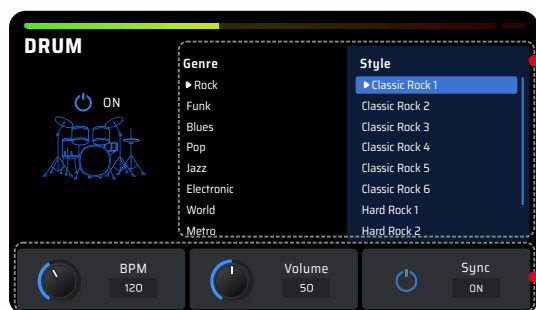 DRUM
ON
Genre
Rock
Funk
Blues
Pop
Jazz
Electronic
World
Metro
Style
Classic Rock 1
Classic Rock 2
Classic Rock 3
Classic Rock 4
Classic Rock 5
Classic Rock 6
Hard Rock 1
Hard Rock 2
BPM
120
Volume
50
Sync
ON